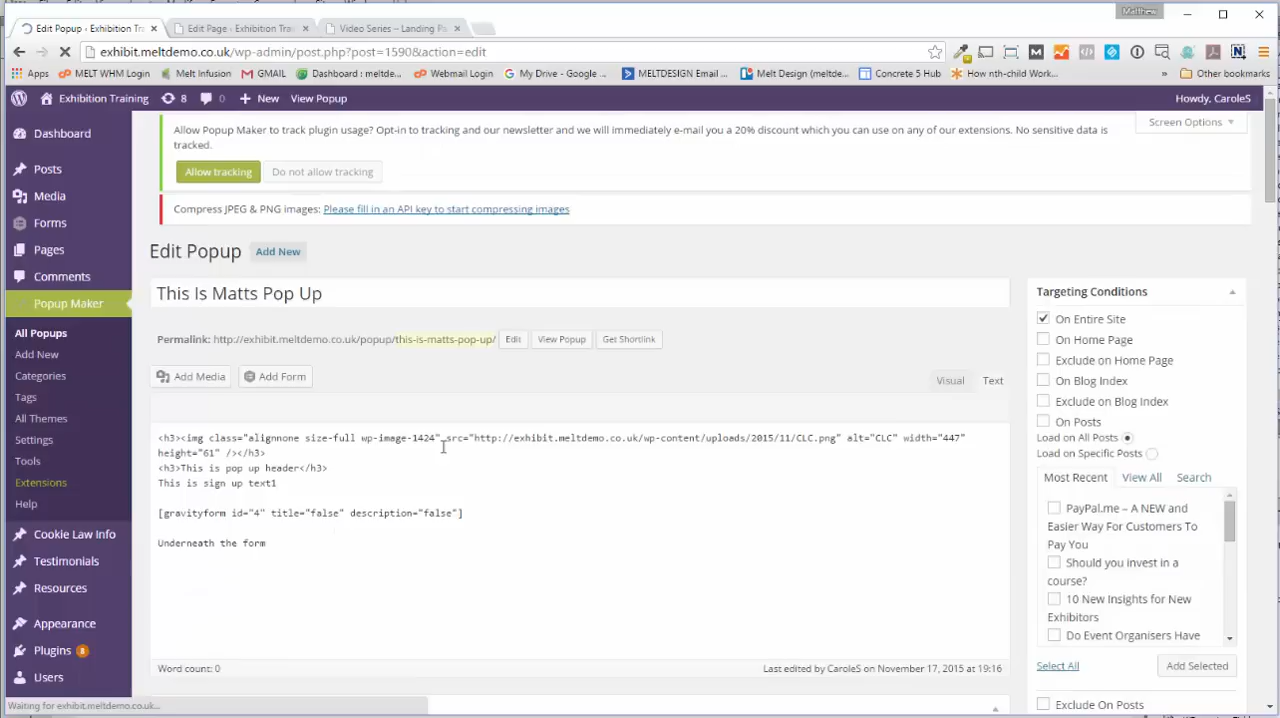 Matthew
Edit Popup ‹ Exhibition Tr
Edit Page ‹ Exhibition Trai
Video Series – Landing Pa
exhibit.meltdemo.co.uk/wp-admin/post.php?post=1590&action=edit
Apps MELT WHM Login Melt Infusion GMAIL Dashboard : meltde... Webmail Login My Drive - Google ... MELTDESIGN Email ... Melt Design (meltde... Concrete 5 Hub How nth-child Work... » Other bookmarks
Exhibition Training 8 0 + New View Popup Howdy, CaroleS
Screen Options
Allow Popup Maker to track plugin usage? Opt-in to tracking and our newsletter and we will immediately e-mail you a 20% discount which you can use on any of our extensions. No sensitive data is
tracked.
Allow tracking Do not allow tracking
Compress JPEG & PNG images: Please fill in an API key to start compressing images
Dashboard
Posts
Media
Forms
Pages
Comments
Popup Maker
All Popups
Add New
Categories
Tags
All Themes
Settings
Tools
Extensions
Help
Cookie Law Info
Testimonials
Resources
Appearance
Plugins 8
Users
Edit Popup Add New
This Is Matts Pop Up
Permalink: http://exhibit.meltdemo.co.uk/popup/this-is-matts-pop-up/ Edit View Popup Get Shortlink
Add Media Add Form Visual Text
<h3><img class="alignnone size-full wp-image-1424" src="http://exhibit.meltdemo.co.uk/wp-content/uploads/2015/11/CLC.png" alt="CLC" width="447"
height="61" /></h3>
<h3>This is pop up header</h3>
This is sign up text1
[gravityform id="4" title="false" description="false"]
Underneath the form
Word count: 0 Last edited by CaroleS on November 17, 2015 at 19:16
Targeting Conditions
On Entire Site
On Home Page
Exclude on Home Page
On Blog Index
Exclude on Blog Index
On Posts
Load on All Posts
Load on Specific Posts
Most Recent View All Search
PayPal.me – A NEW and
Easier Way For Customers To
Pay You
Should you invest in a
course?
10 New Insights for New
Exhibitors
Do Event Organisers Have
Select All Add Selected
Exclude On Posts
Waiting for exhibit.meltdemo.co.uk...